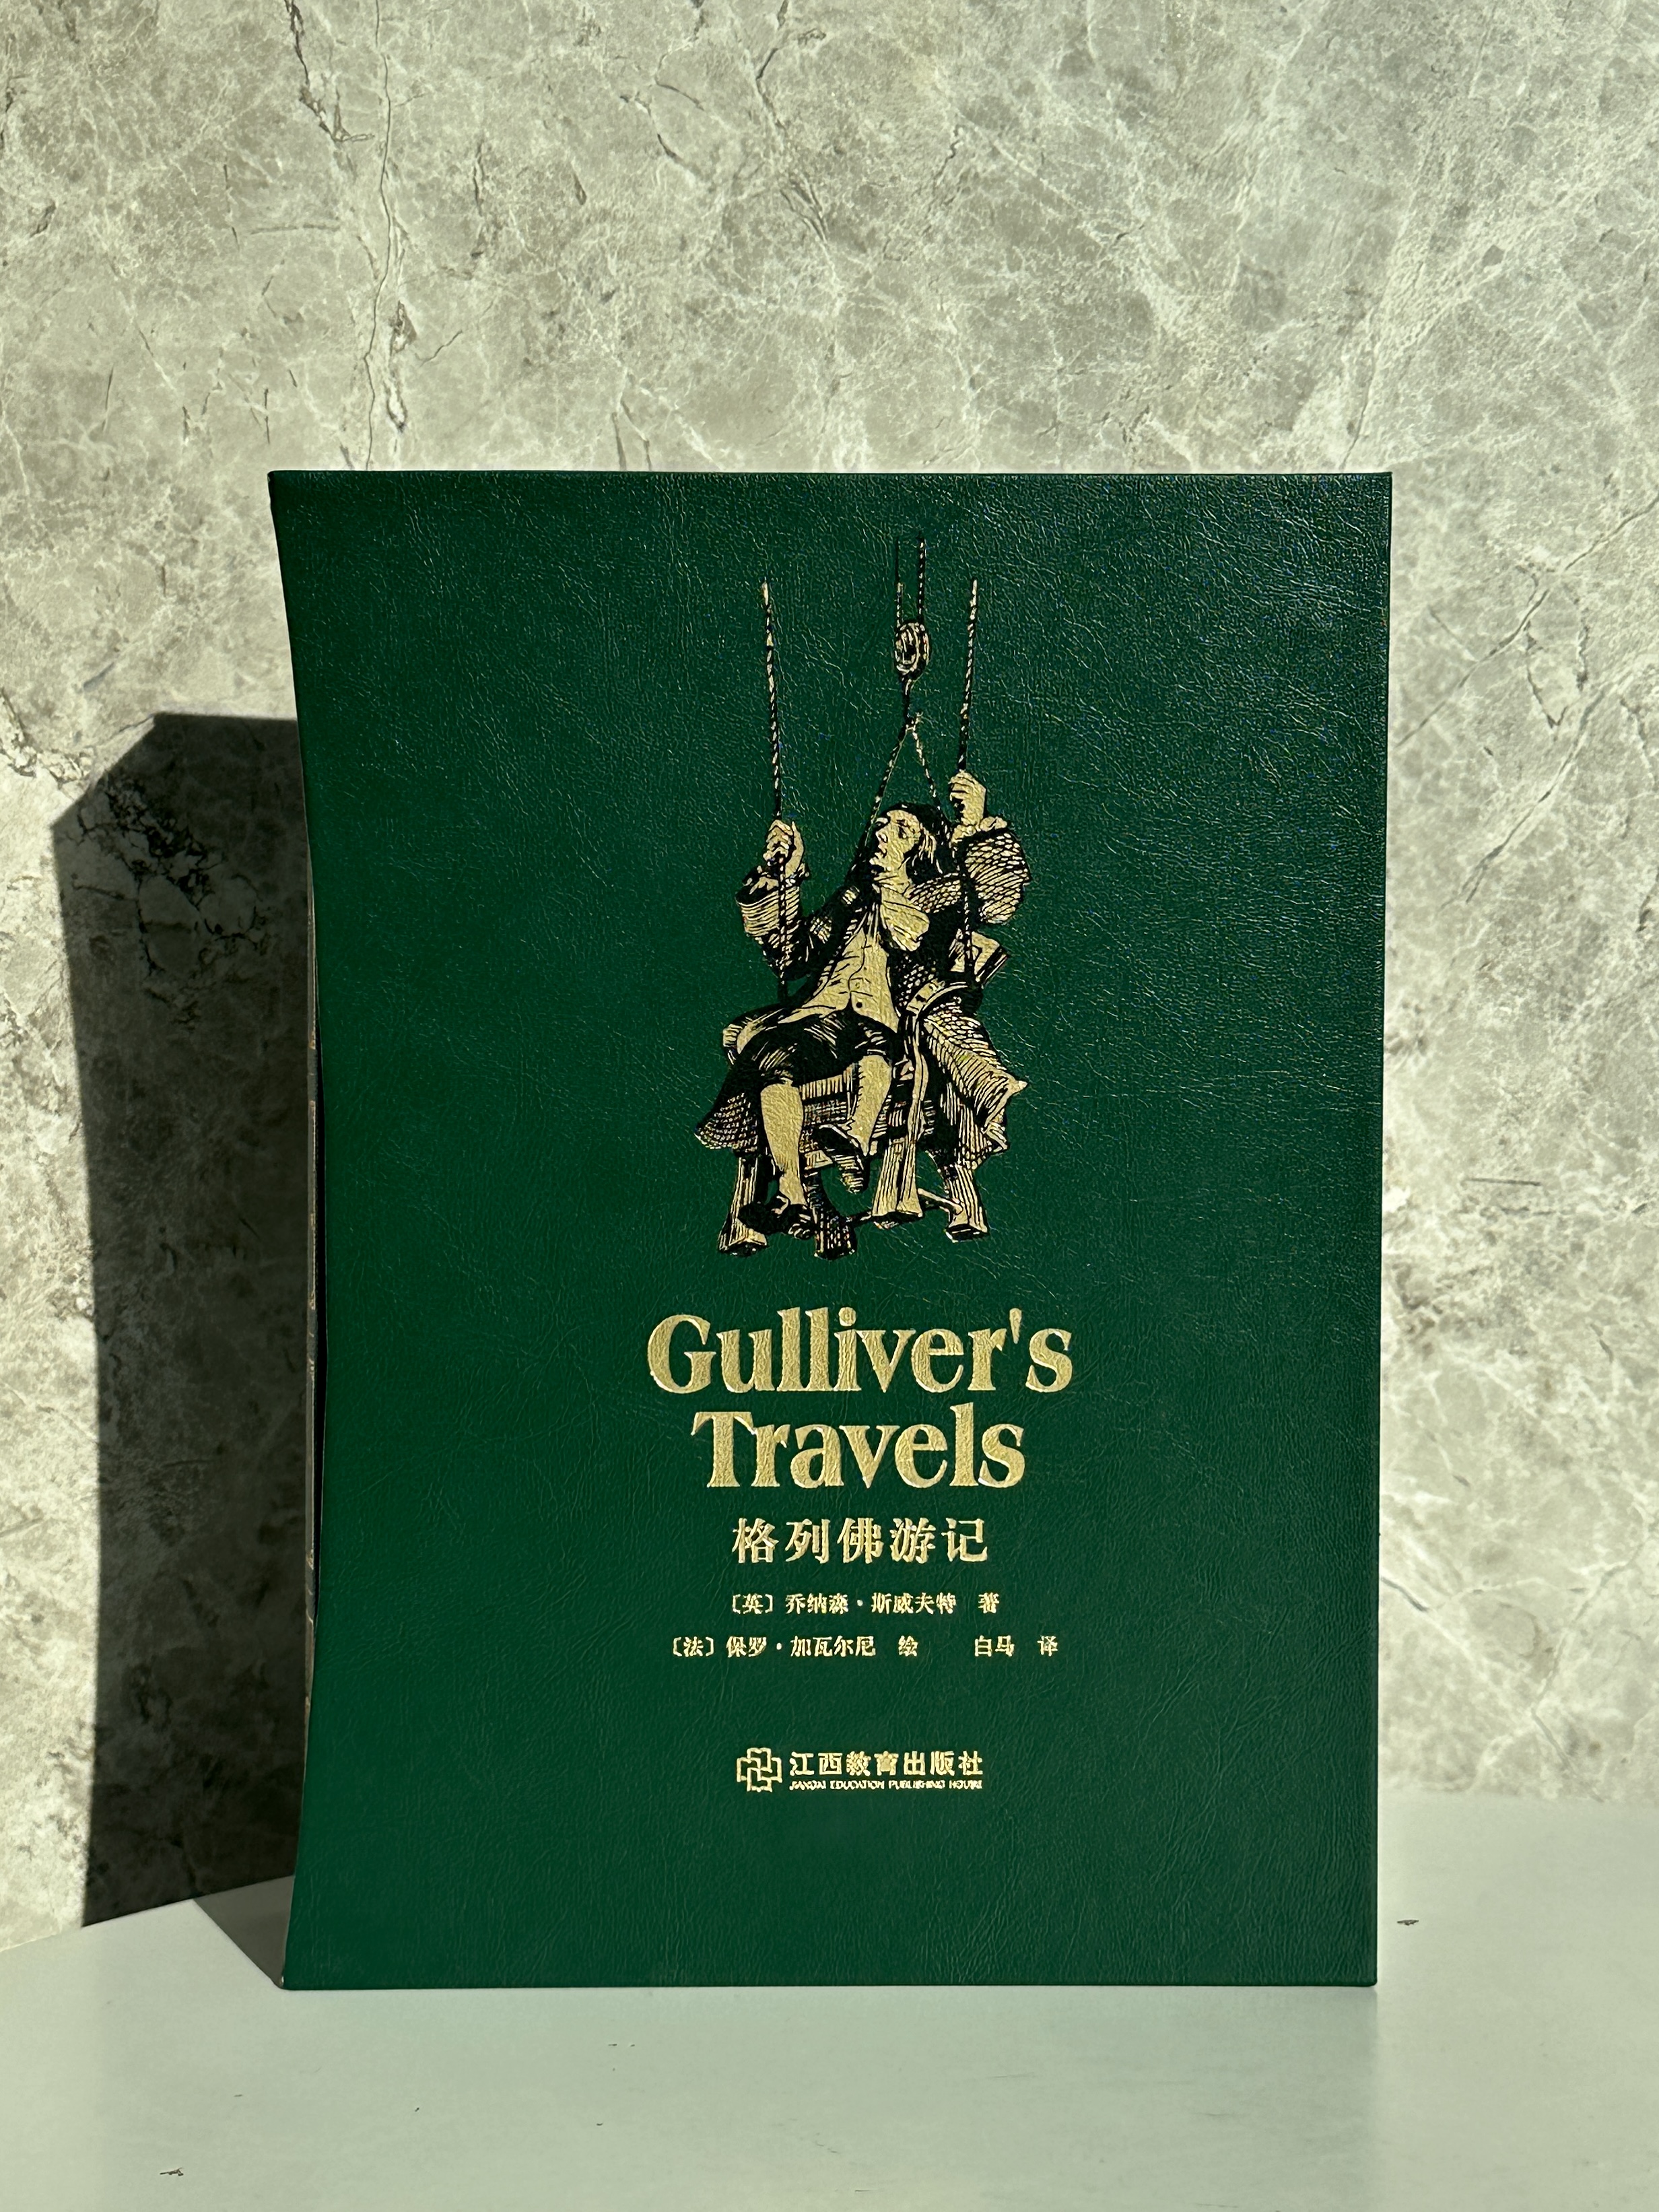 Gulliver's
Travels
格列佛游记
〔英〕乔纳森·斯威夫特 著
〔法〕保罗·加瓦尔尼 绘 白马 译
江西教育出版社
JIANGXI EDUCATION PUBLISHING HOUSE